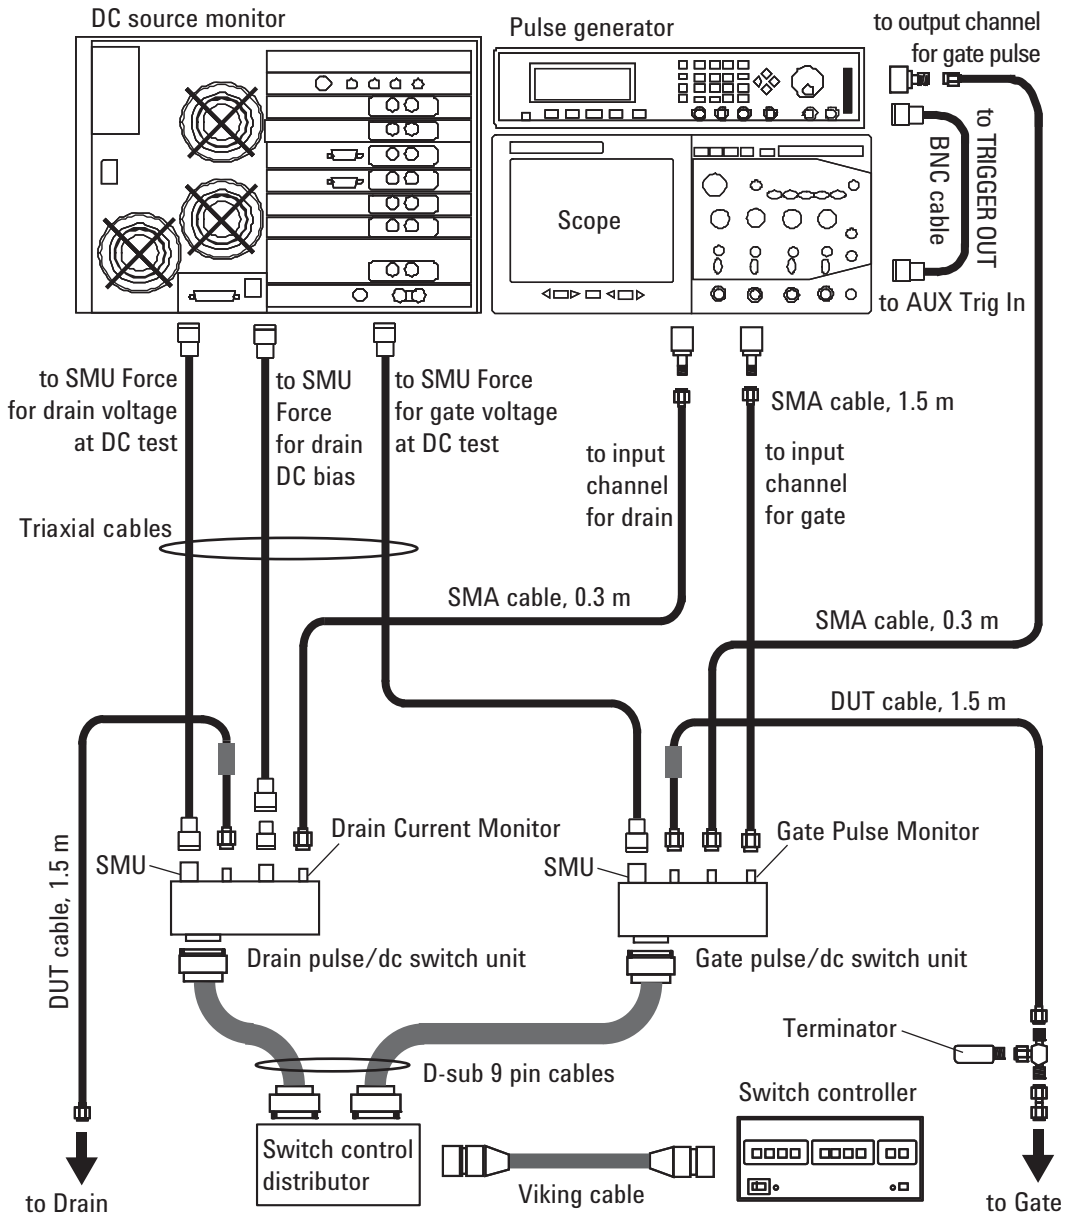 DC source monitor
Pulse generator
to output channel
for gate pulse
to TRIGGER OUT
BNC cable
Scope
to AUX Trig In
to SMU Force
for drain voltage
at DC test
to SMU
Force
for drain
DC bias
to SMU Force
for gate voltage
at DC test
SMA cable, 1.5 m
to input
channel
for drain
to input
channel
for gate
Triaxial cables
SMA cable, 0.3 m
SMA cable, 0.3 m
DUT cable, 1.5 m
Drain Current Monitor
Gate Pulse Monitor
SMU
SMU
DUT cable, 1.5 m
Drain pulse/dc switch unit
Gate pulse/dc switch unit
Terminator
D-sub 9 pin cables
Switch controller
Switch control
distributor
Viking cable
to Drain
to Gate